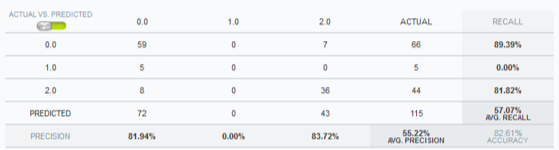 ACTUAL VS. PREDICTED 0.0 1.0 2.0 ACTUAL RECALL
0.0 59 0 7 66 89.39%
1.0 5 0 0 5 0.00%
2.0 8 0 36 44 81.82%
PREDICTED 72 0 43 115 57.07%
AVG. RECALL
PRECISION 81.94% 0.00% 83.72% 55.22% 82.61%
AVG. PRECISION ACCURACY